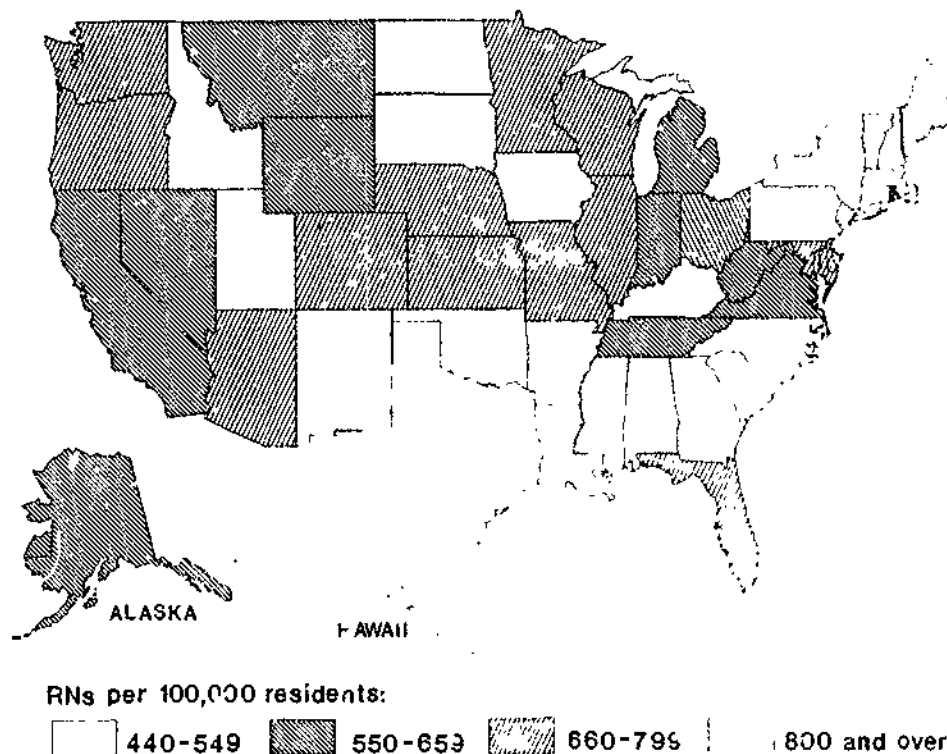 ALASKA
HAWAII
RNs per 100,000 residents:
440-549 550-659 660-799 800 and over